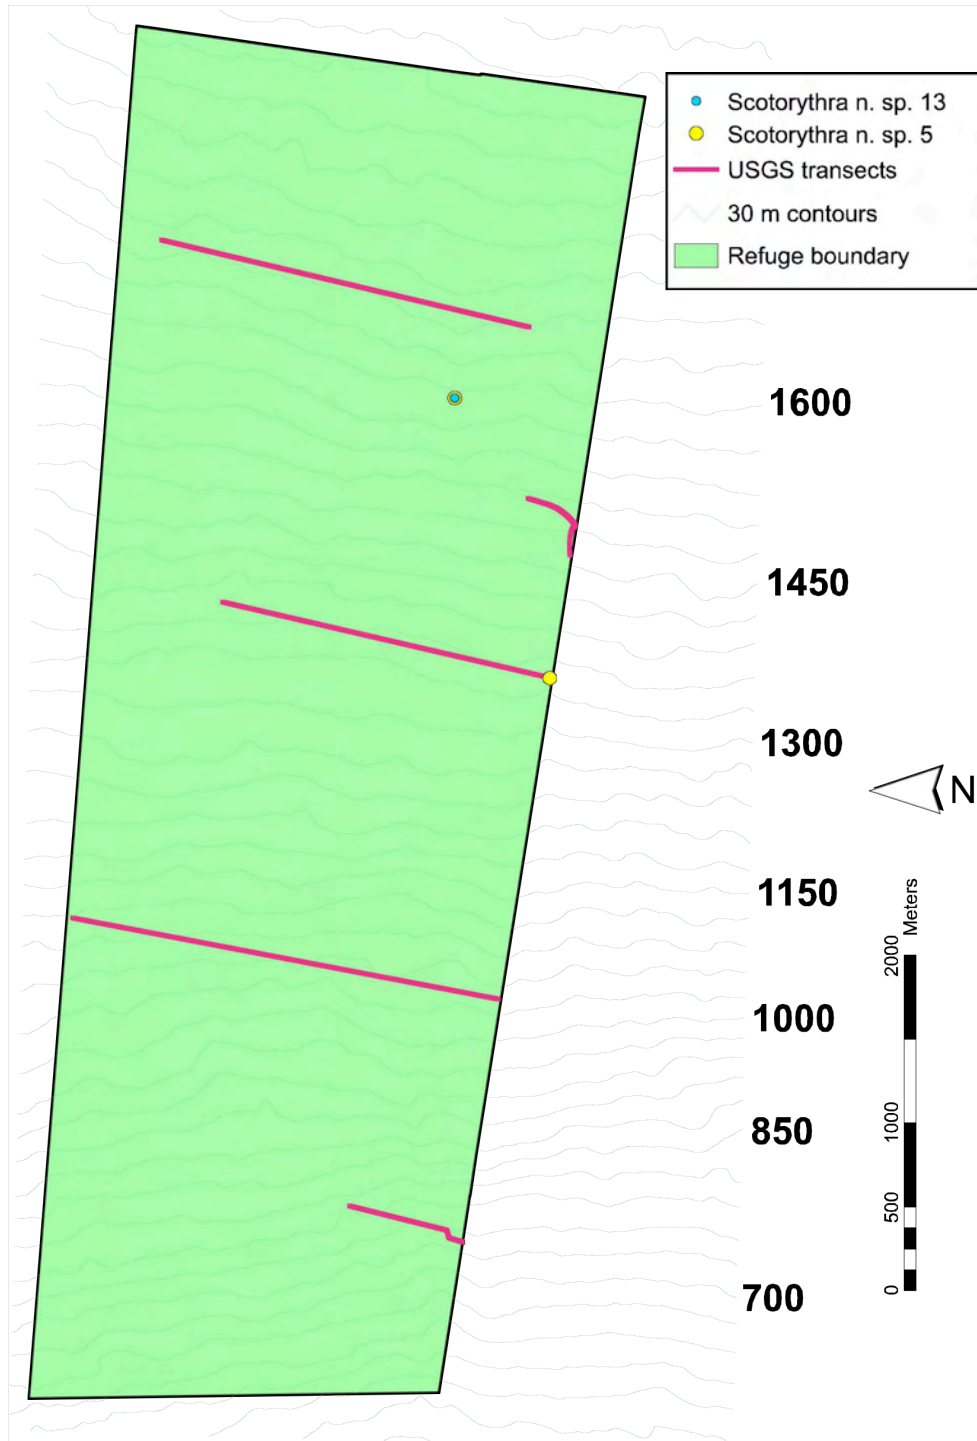 Scotorythra n. sp. 13
Scotorythra n. sp. 5
USGS transects
30 m contours
Refuge boundary
1600
1450
1300
N
1150
Meters
2000
1000
1000
850
500
0
700